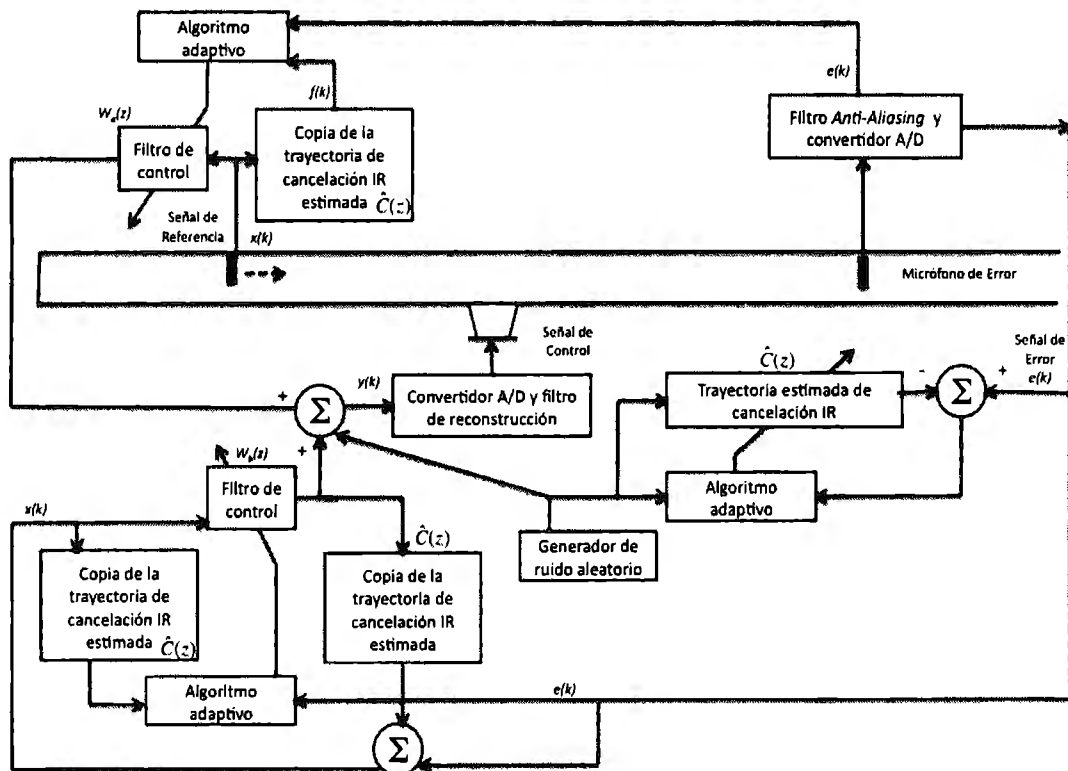 Algoritmo
adaptivo
e(k)
f(k)
Wₐ(z)
Filtro de
control
Copia de la
trayectoria de
cancelación IR
estimada Ĉ(z)
Filtro Anti-Aliasing y
convertidor A/D
Señal de
Referencia
x(k)
Micrófono de Error
Señal de
Control
Señal de
Error
e(k)
Ĉ(z)
Trayectoria estimada de
cancelación IR
-
Σ
+
+
Σ
y(k)
Convertidor A/D y filtro
de reconstrucción
+
W_b(z)
Filtro de
control
Algoritmo
adaptivo
x(k)
Ĉ(z)
Generador de
ruido aleatorio
Copia de la
trayectoria de
cancelación IR
estimada Ĉ(z)
Copia de la
trayectoria de
cancelación IR
estimada
Algoritmo
adaptivo
e(k)
Σ